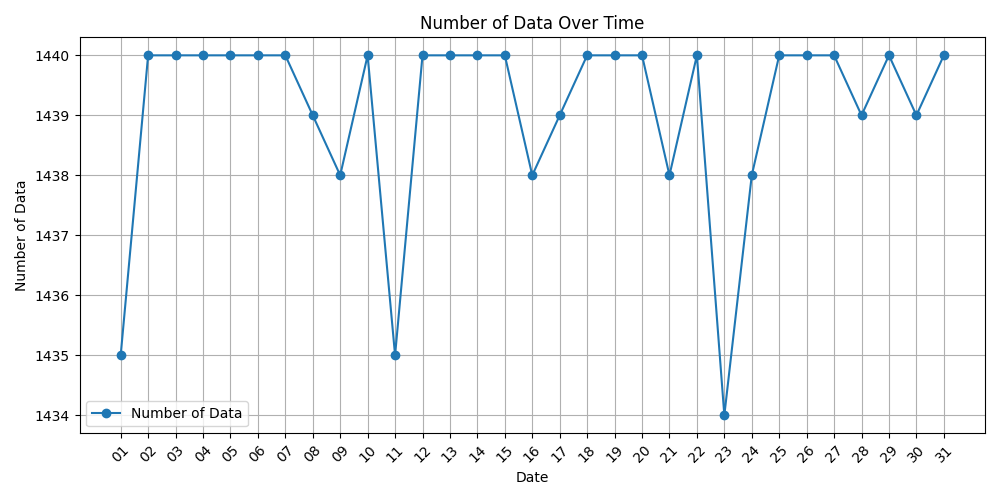 Number of Data Over Time
Number of Data
1440
1439
1438
1437
1436
1435
1434
Number of Data
01 02 03 04 05 06 07 08 09 10 11 12 13 14 15 16 17 18 19 20 21 22 23 24 25 26 27 28 29 30 31
Date